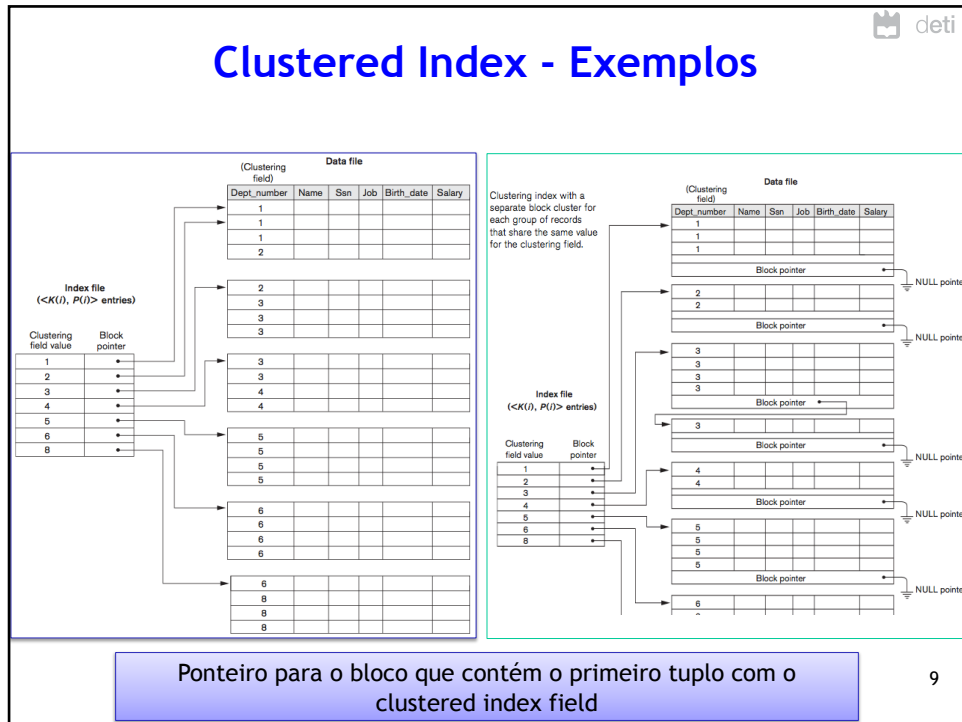 deti
Clustered Index - Exemplos
Data file
(Clustering
field)
Dept_number Name Ssn Job Birth_date Salary
1
1
1
2
2
3
3
3
3
3
4
4
5
5
5
5
6
6
6
6
6
8
8
8
Index file
(<K(i), P(i)> entries)
Clustering
field value
Block
pointer
1
2
3
4
5
6
8
Clustering index with a
separate block cluster for
each group of records
that share the same value
for the clustering field.
Data file
(Clustering
field)
Dept_number Name Ssn Job Birth_date Salary
1
1
1
Block pointer
NULL pointe
2
2
Block pointer
NULL pointe
3
3
3
3
Block pointer
3
Block pointer
NULL pointe
4
4
Block pointer
NULL pointe
5
5
5
5
Block pointer
NULL pointe
6
Index file
(<K(i), P(i)> entries)
Clustering
field value
Block
pointer
1
2
3
4
5
6
8
Ponteiro para o bloco que contém o primeiro tuplo com o
clustered index field
9